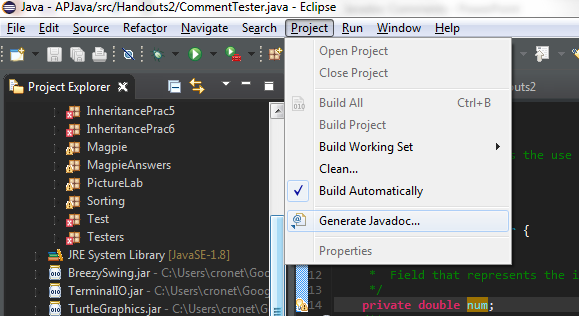 Java - APJava/src/Handouts2/CommentTester.java - Eclipse
File Edit Source Refactor Navigate Search Project Run Window Help
Project Explorer
InheritancePrac5
InheritancePrac6
Magpie
MagpieAnswers
PictureLab
Sorting
Test
Testers
JRE System Library [JavaSE-1.8]
BreezySwing.jar - C:\Users\cronet\Goo
TerminalIO.jar - C:\Users\cronet\Goog
TurtleGraphics.jar - C:\Users\cronet\G
Open Project
Close Project
Build All Ctrl+B
Build Project
Build Working Set
Clean...
Build Automatically
Generate Javadoc...
Properties
the use
{
12 * Field that represents the i
13 */
14 private double num;